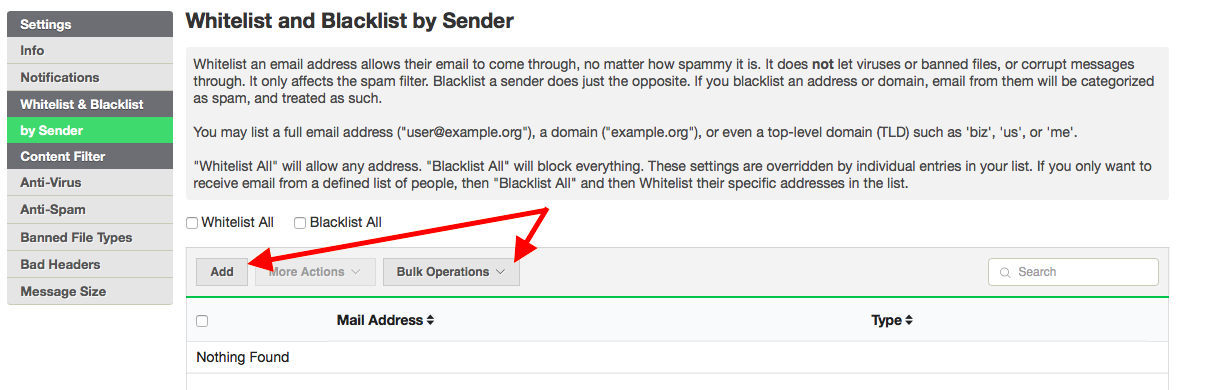 Settings
Info
Notifications
Whitelist & Blacklist
by Sender
Content Filter
Anti-Virus
Anti-Spam
Banned File Types
Bad Headers
Message Size
Whitelist and Blacklist by Sender
Whitelist an email address allows their email to come through, no matter how spammy it is. It does not let viruses or banned files, or corrupt messages
through. It only affects the spam filter. Blacklist a sender does just the opposite. If you blacklist an address or domain, email from them will be categorized
as spam, and treated as such.
You may list a full email address ("user@example.org"), a domain ("example.org"), or even a top-level domain (TLD) such as 'biz', 'us', or 'me'.
"Whitelist All" will allow any address. "Blacklist All" will block everything. These settings are overridden by individual entries in your list. If you only want to
receive email from a defined list of people, then "Blacklist All" and then Whitelist their specific addresses in the list.
Whitelist All Blacklist All
Add More Actions Bulk Operations Search
Mail Address Type
Nothing Found